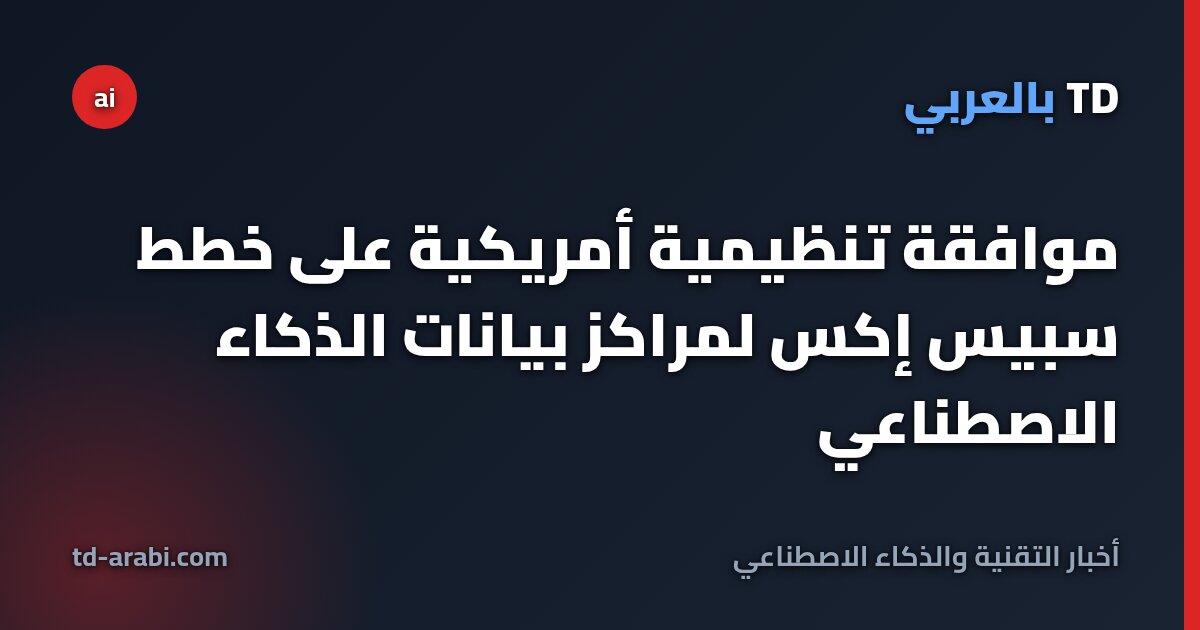 TD بالعربي
ai
موافقة تنظيمية أمريكية على خطط
سبيس إكس لمراكز بيانات الذكاء
الاصطناعي
أخبار التقنية والذكاء الاصطناعي
td-arabi.com